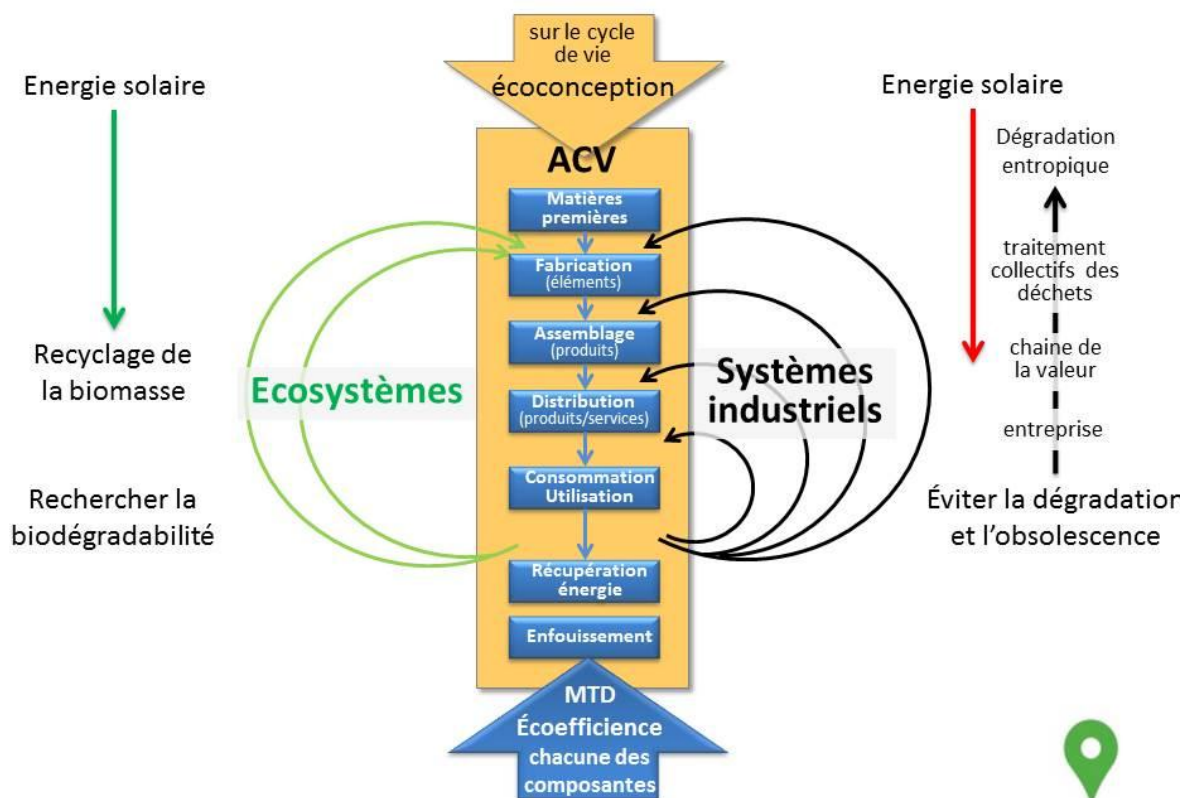 sur le cycle
de vie
écoconception
Energie solaire
Recyclage de
la biomasse
Rechercher la
biodégradabilité
Ecosystèmes
ACV
Matières
premières
Fabrication
(éléments)
Assemblage
(produits)
Distribution
(produits/services)
Consommation
Utilisation
Récupération
énergie
Enfouissement
MTD
Écoefficience
chacune des
composantes
Systèmes
industriels
Energie solaire
Dégradation
entropique
traitement
collectifs des
déchets
chaine de
la valeur
entreprise
Éviter la dégradation
et l’obsolescence